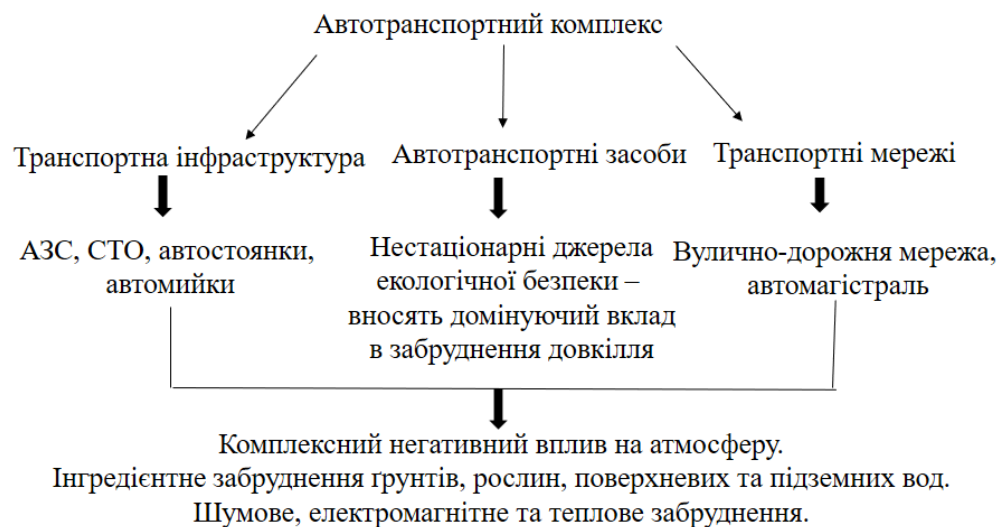 Автотранспортний комплекс
Транспортна інфраструктура
Автотранспортні засоби
Транспортні мережі
АЗС, СТО, автостоянки,
автомийки
Нестаціонарні джерела
екологічної безпеки –
вносять домінуючий вклад
в забруднення довкілля
Вулично-дорожня мережа,
автомагістраль
Комплексний негативний вплив на атмосферу.
Інгредієнтне забруднення ґрунтів, рослин, поверхневих та підземних вод.
Шумове, електромагнітне та теплове забруднення.